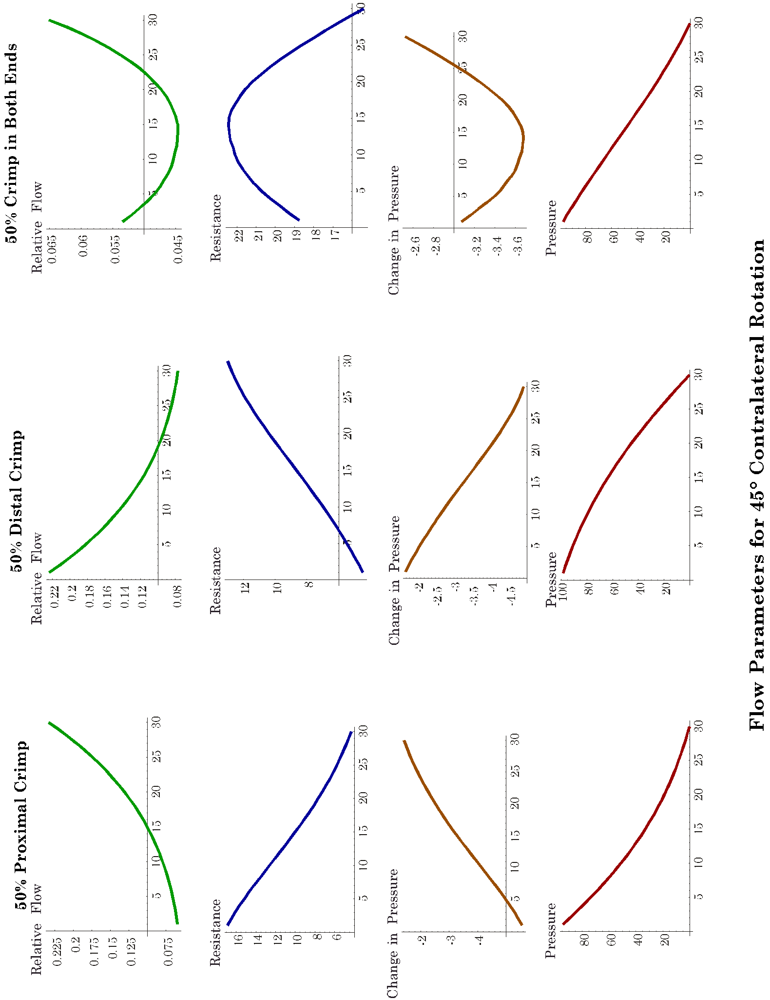 50% Proximal Crimp
Relative Flow
0.225
0.2
0.175
0.15
0.125
0.075
5 10 15 20 25 30
Resistance
16
14
12
10
8
6
5 10 15 20 25 30
Change in Pressure
-2
-3
-4
5 10 15 20 25 30
Pressure
80
60
40
20
5 10 15 20 25 30
50% Distal Crimp
Relative Flow
0.22
0.2
0.18
0.16
0.14
0.12
0.08
5 10 15 20 25 30
Resistance
12
10
8
5 10 15 20 25 30
Change in Pressure
-2
-2.5
-3
-3.5
-4
-4.5
5 10 15 20 25 30
Pressure
100
80
60
40
20
5 10 15 20 25 30
50% Crimp in Both Ends
Relative Flow
0.065
0.06
0.055
0.045
5 10 15 20 25 30
Resistance
22
21
20
19
18
17
5 10 15 20 25 30
Change in Pressure
-2.6
-2.8
-3.2
-3.4
-3.6
5 10 15 20 25 30
Pressure
80
60
40
20
5 10 15 20 25 30
Flow Parameters for 45° Contralateral Rotation